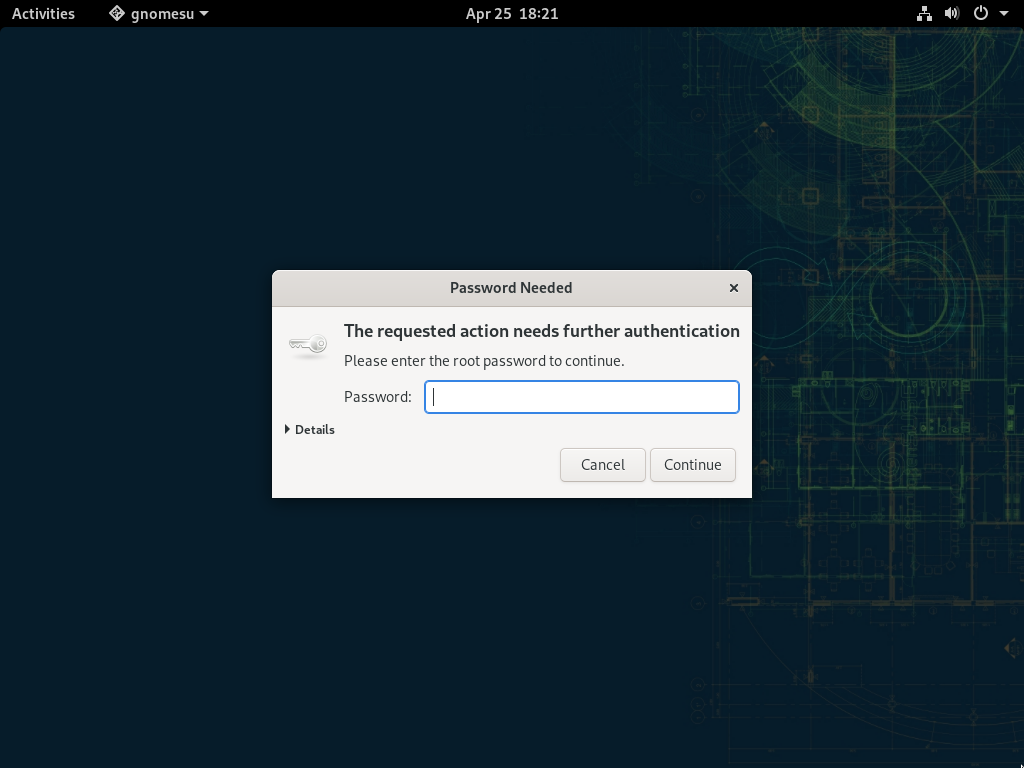 Activities gnomesu Apr 25 18:21
Password Needed
The requested action needs further authentication
Please enter the root password to continue.
Password:
Details
Cancel Continue